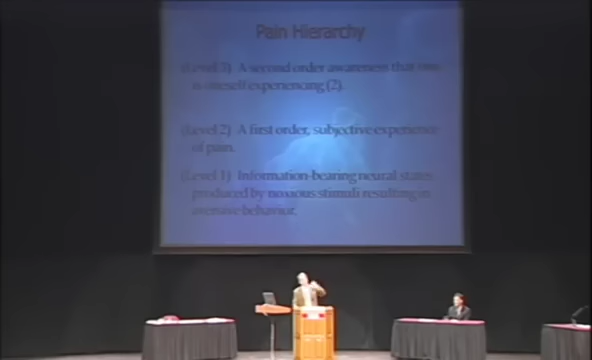 Pain Hierarchy
(Level 3) A second order awareness that one
is oneself experiencing (2).
(Level 2) A first order, subjective experience
of pain.
(Level 1) Information-bearing neural states
produced by noxious stimuli resulting in
aversive behavior.